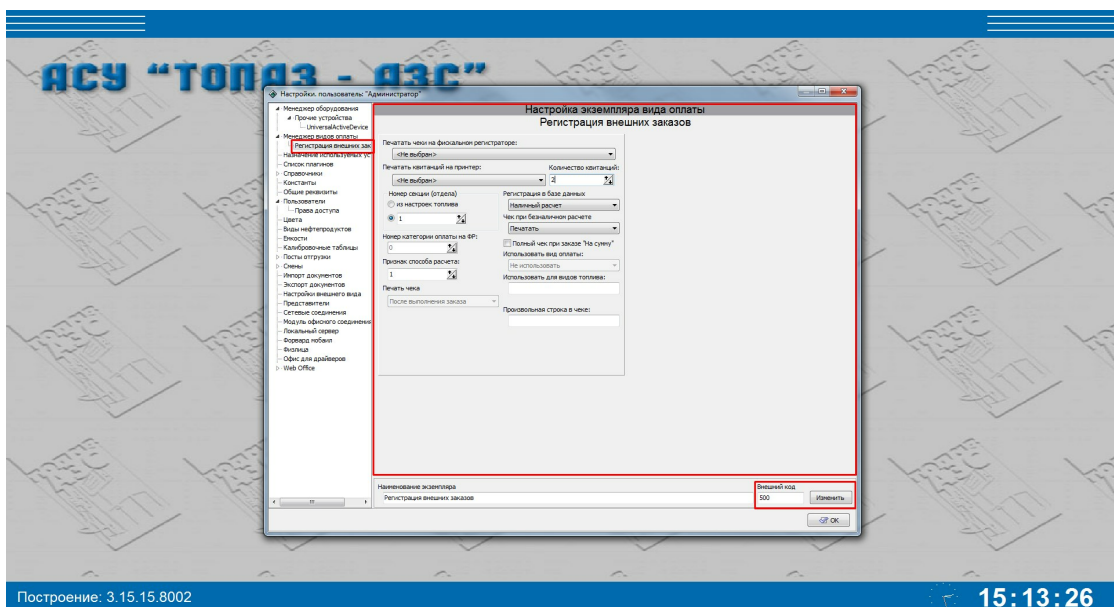 АСУ “ТОПАЗ - АЗС”
Настройки. пользователь: "Администратор"
Менеджер оборудования
Прочие устройства
UniversalActiveDevice
Менеджер видов оплаты
Регистрация внешних зак
Назначение используемых ус
Список плагинов
Справочники
Константы
Общие реквизиты
Пользователи
Права доступа
Цвета
Виды нефтепродуктов
Емкости
Калибровочные таблицы
Посты отгрузки
Смены
Импорт документов
Экспорт документов
Настройки внешнего вида
Представители
Сетевые соединения
Модуль офисного соединения
Локальный сервер
Форвард мобаил
Физлица
Офис для драйверов
Web Office
Настройка экземпляра вида оплаты
Регистрация внешних заказов
Печатать чеки на фискальном регистраторе:
<Не выбран>
Печатать квитанций на принтер: Количество квитанций:
<Не выбран> 2
Номер секции (отдела) Регистрация в базе данных
из настроек топлива Наличный расчет
1 Чек при безналичном расчете
Печатать
Номер категории оплаты на ФР:
0 Полный чек при заказе "На сумму"
Использовать вид оплаты:
Признак способа расчета: Не использовать
1 Использовать для видов топлива:
Печать чека
После выполнения заказа
Произвольная строка в чеке:
Наименование экземпляра Внешний код
Регистрация внешних заказов 500 Изменить
OK
Построение: 3.15.15.8002 15:13:26